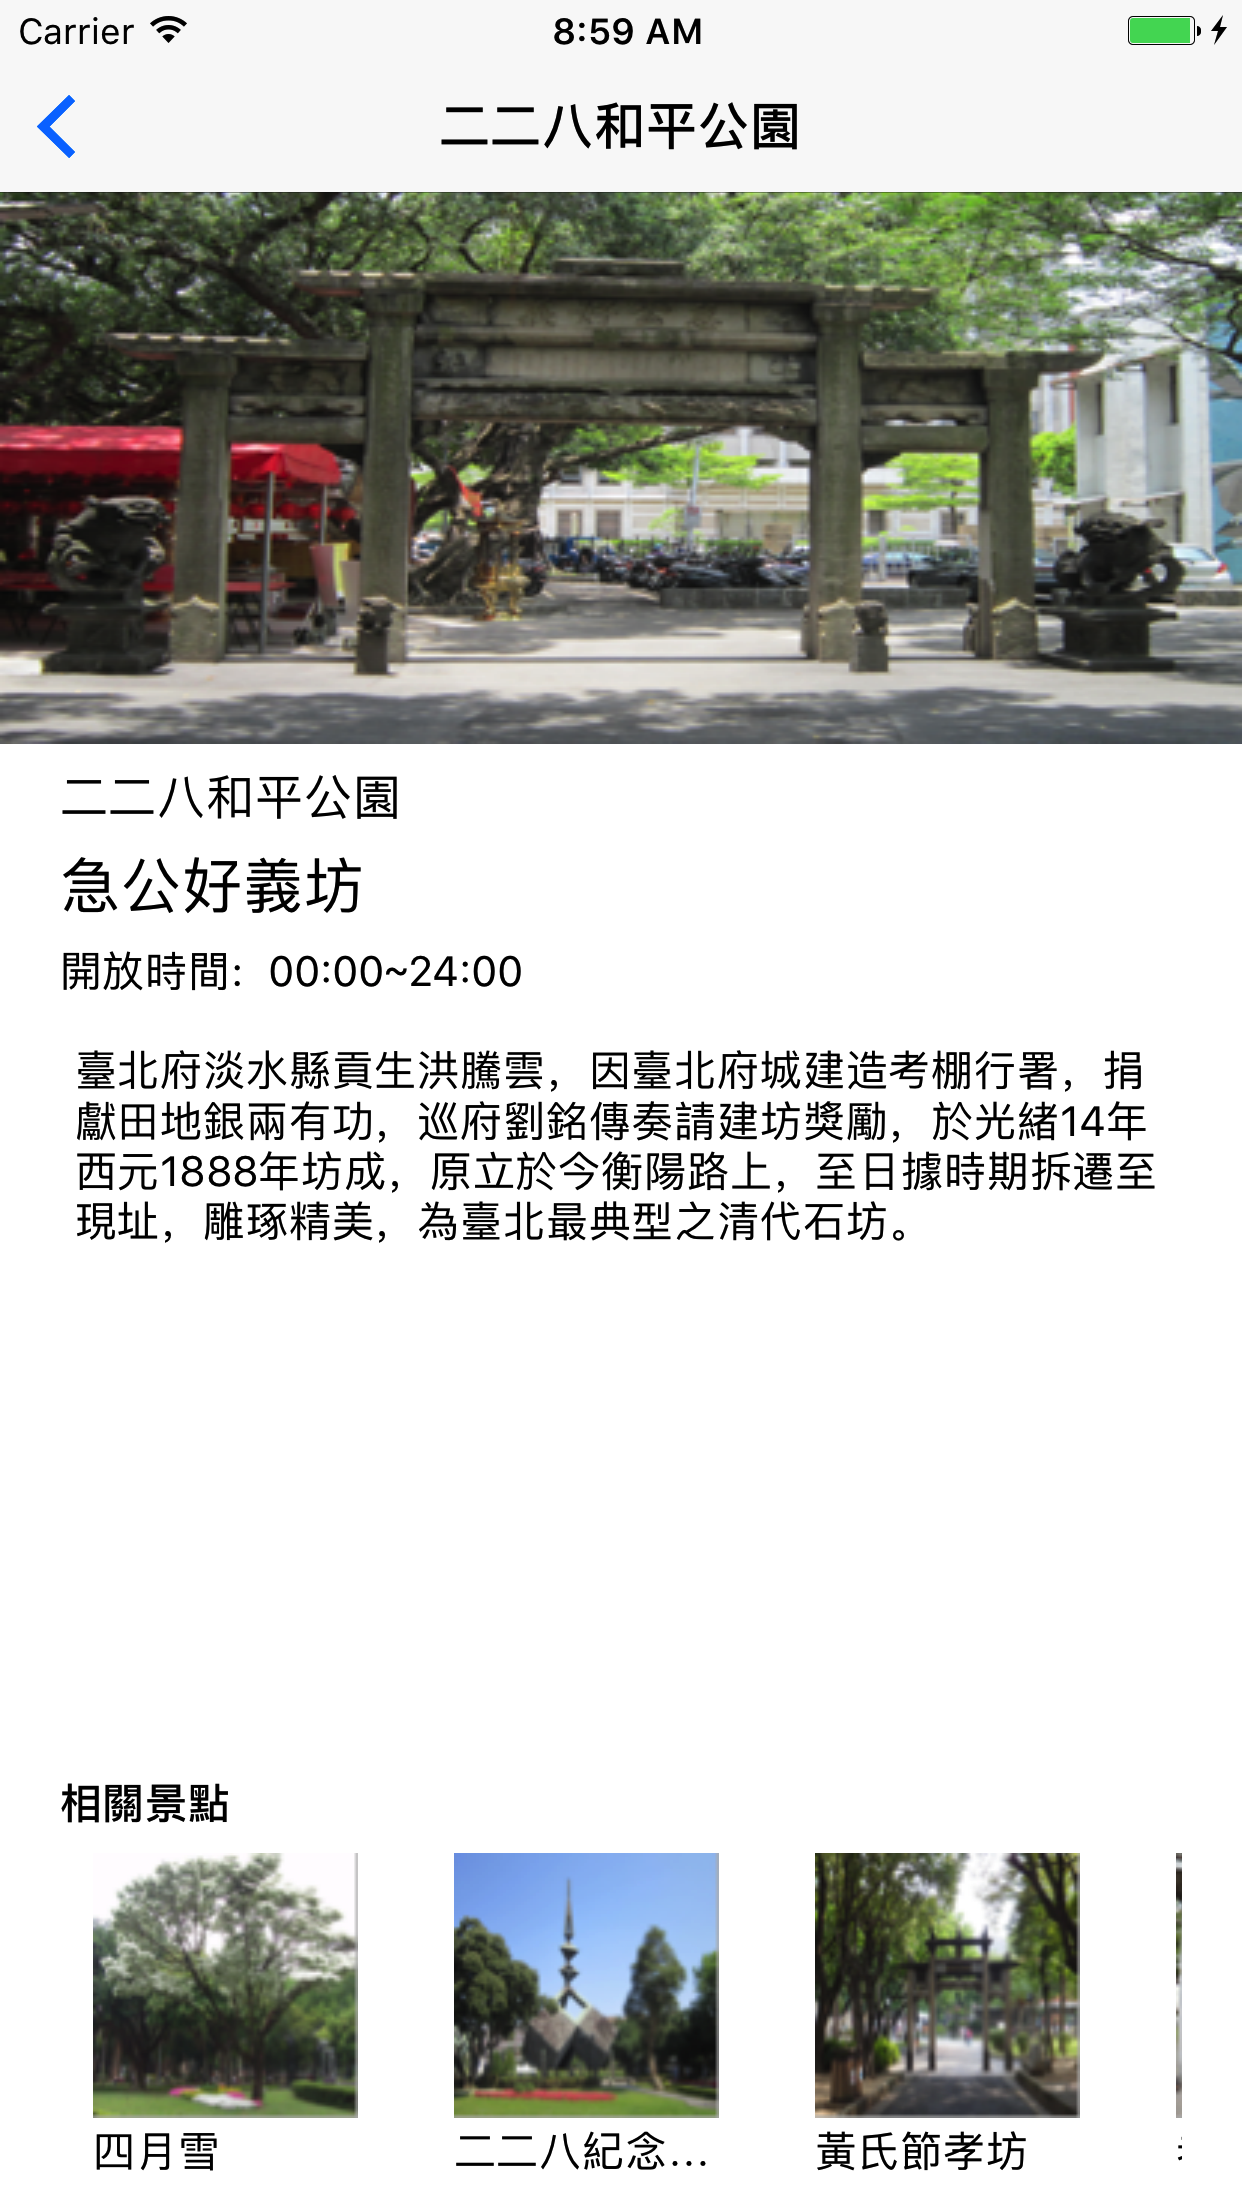 Carrier 8:59 AM
二二八和平公園
二二八和平公園
急公好義坊
開放時間：00:00~24:00
臺北府淡水縣貢生洪騰雲，因臺北府城建造考棚行署，捐
獻田地銀兩有功，巡府劉銘傳奏請建坊獎勵，於光緒14年
西元1888年坊成，原立於今衡陽路上，至日據時期拆遷至
現址，雕琢精美，為臺北最典型之清代石坊。
相關景點
四月雪
二二八紀念...
黃氏節孝坊